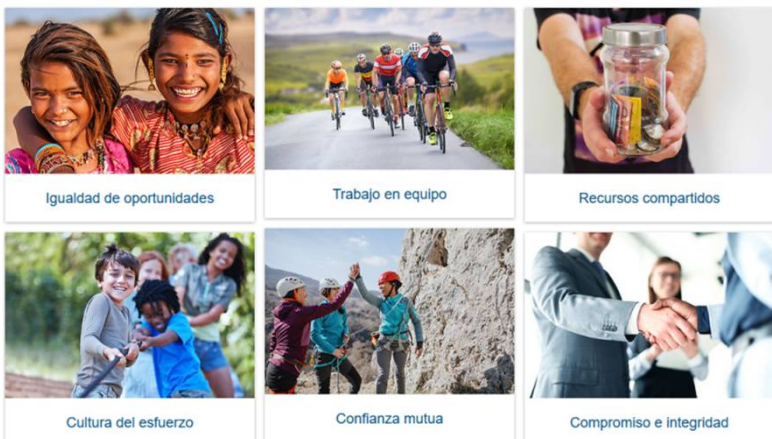 Igualdad de oportunidades
Trabajo en equipo
Recursos compartidos
Cultura del esfuerzo
Confianza mutua
Compromiso e integridad